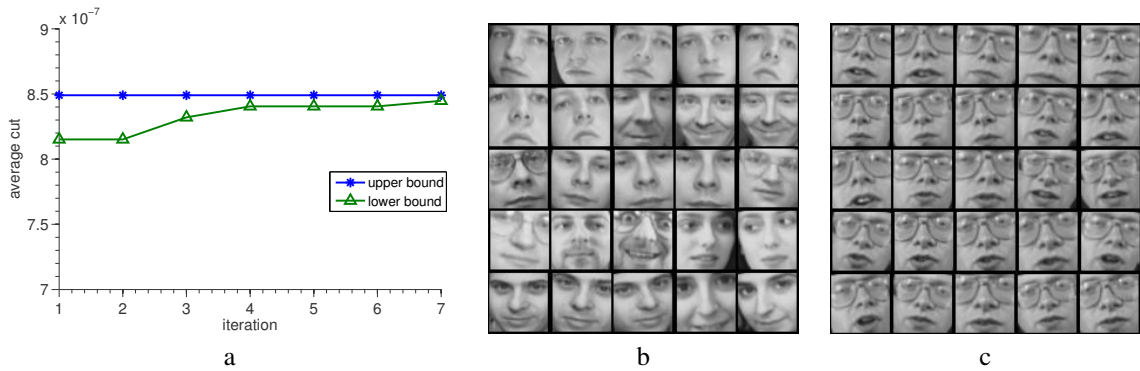 x 10⁻⁷
9
8.5
8
7.5
7
average cut
upper bound
lower bound
1 2 3 4 5 6 7
iteration
a b c